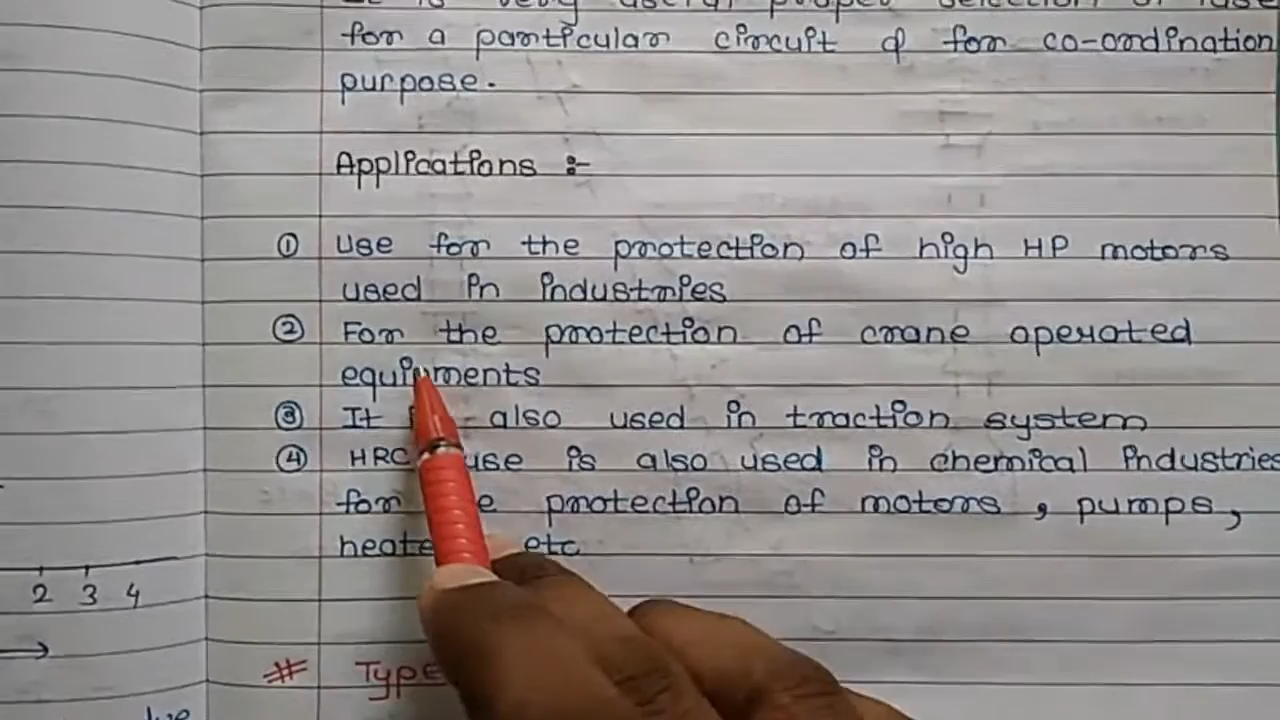 for a particular circuit & for co-ordination
purpose.
Applications :-
① Use for the protection of high HP motors
used in industries
② For the protection of crane operated
equipments
③ It also used in traction system
④ HRC is also used in chemical industries
for protection of motors, pumps,
etc
2 3 4
# Type